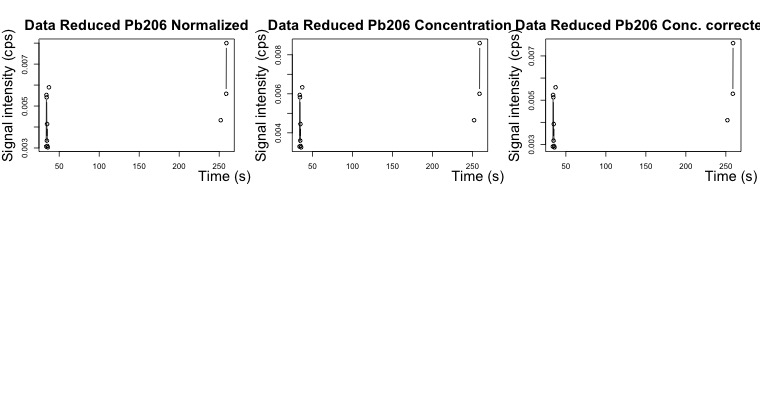 Data Reduced Pb206 Normalized
Signal intensity (cps)
0.003 0.005 0.007
50 100 150 200 250
Time (s)
Data Reduced Pb206 Concentration
Signal intensity (cps)
0.004 0.006 0.008
50 100 150 200 250
Time (s)
Data Reduced Pb206 Conc. correcte
Signal intensity (cps)
0.003 0.005 0.007
50 100 150 200 250
Time (s)